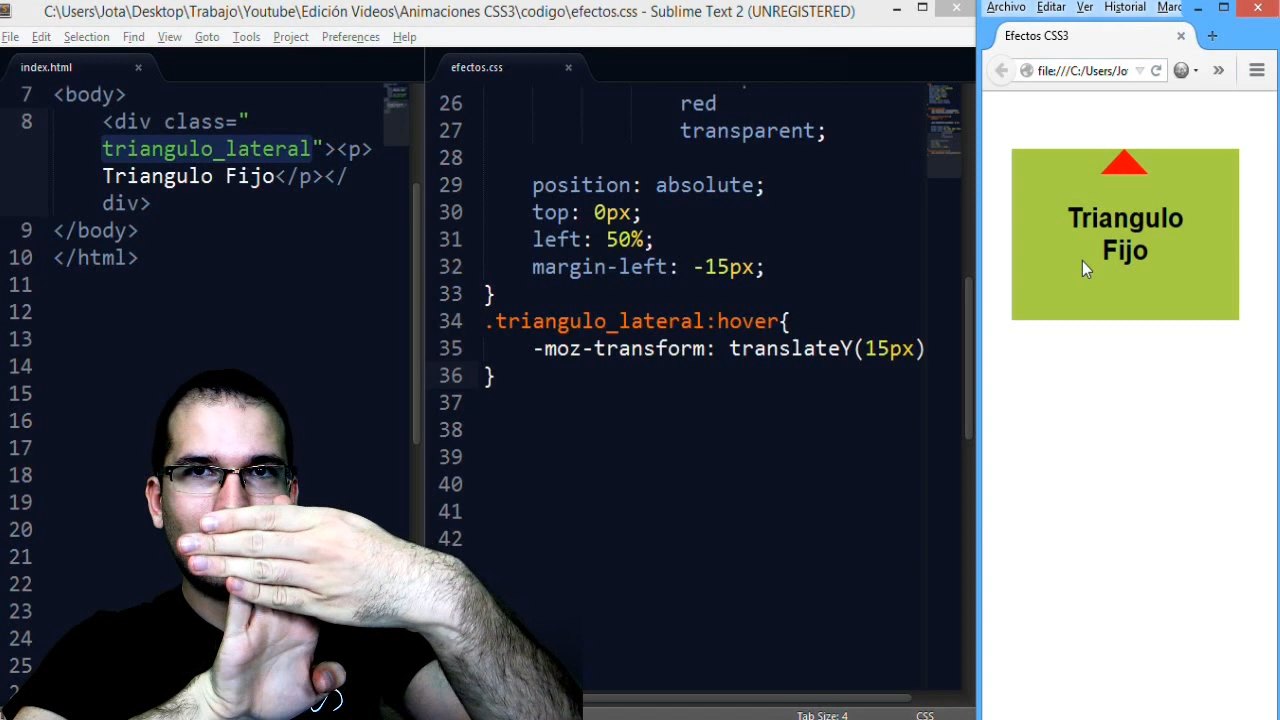 C:\Users\Jota\Desktop\Trabajo\Youtube\Edición Videos\Animaciones CSS3\codigo\efectos.css - Sublime Text 2 (UNREGISTERED)
File Edit Selection Find View Goto Tools Project Preferences Help
index.html
7 <body>
8 <div class="
triangulo_lateral"><p>
Triangulo Fijo</p></
div>
9 </body>
10 </html>
11
12
13
14
15
16
17
18
19
20
21
22
23
24
25
efectos.css
26 red
27 transparent;
28
29 position: absolute;
30 top: 0px;
31 left: 50%;
32 margin-left: -15px;
33 }
34 .triangulo_lateral:hover{
35 -moz-transform: translateY(15px)
36 }
37
38
39
40
41
42
Tab Size: 4 CSS
Archivo Editar Ver Historial Marc
Efectos CSS3
file:///C:/Users/Jot
Triangulo
Fijo